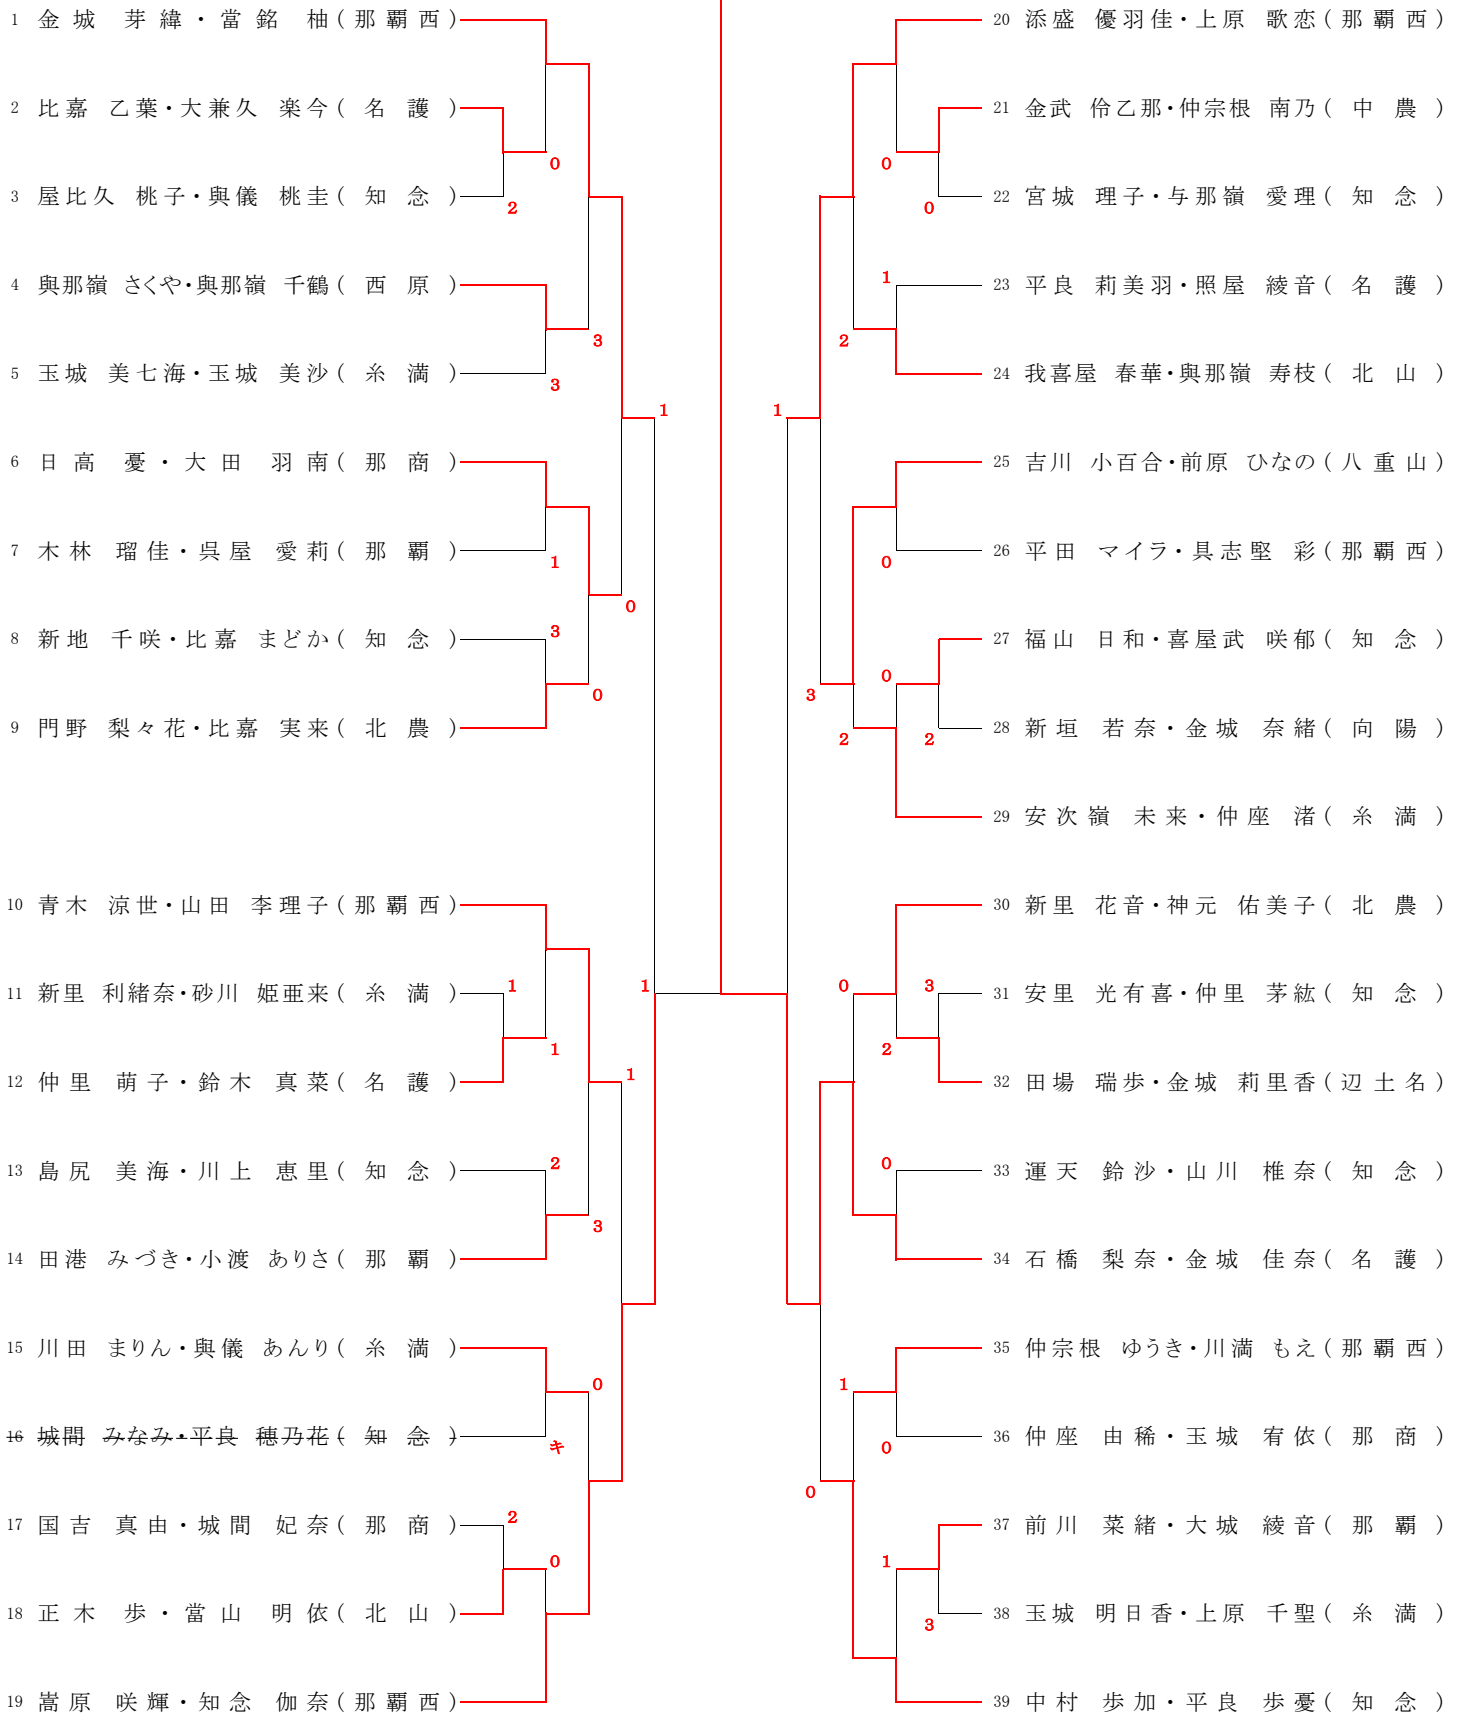 1 金城 芽緯・當銘 柚(那覇西)
2 比嘉 乙葉・大兼久 楽今(名護)
0
3 屋比久 桃子・與儀 桃圭(知念)
2
4 與那嶺 さくや・與那嶺 千鶴(西原)
3
5 玉城 美七海・玉城 美沙(糸満)
3
1
6 日高 憂・大田 羽南(那商)
7 木林 瑠佳・呉屋 愛莉(那覇)
1
0
8 新地 千咲・比嘉 まどか(知念)
3
0
9 門野 梨々花・比嘉 実来(北農)
10 青木 涼世・山田 李理子(那覇西)
11 新里 利緒奈・砂川 姫亜来(糸満)
1
1
1
12 仲里 萌子・鈴木 真菜(名護)
1
13 島尻 美海・川上 恵里(知念)
2
3
14 田港 みづき・小渡 ありさ(那覇)
15 川田 まりん・與儀 あんり(糸満)
0
16 城間 みなみ・平良 穂乃花(知念)
キ
17 国吉 真由・城間 妃奈(那商)
2
0
18 正木 歩・當山 明依(北山)
19 嵩原 咲輝・知念 伽奈(那覇西)
20 添盛 優羽佳・上原 歌恋(那覇西)
21 金武 伶乙那・仲宗根 南乃(中農)
0
22 宮城 理子・与那嶺 愛理(知念)
0
1
23 平良 莉美羽・照屋 綾音(名護)
2
24 我喜屋 春華・與那嶺 寿枝(北山)
1
25 吉川 小百合・前原 ひなの(八重山)
26 平田 マイラ・具志堅 彩(那覇西)
0
27 福山 日和・喜屋武 咲郁(知念)
0
3
28 新垣 若奈・金城 奈緒(向陽)
2
2
29 安次嶺 未来・仲座 渚(糸満)
30 新里 花音・神元 佑美子(北農)
0
3
31 安里 光有喜・仲里 茅紘(知念)
2
32 田場 瑞歩・金城 莉里香(辺土名)
0
33 運天 鈴沙・山川 椎奈(知念)
34 石橋 梨奈・金城 佳奈(名護)
35 仲宗根 ゆうき・川満 もえ(那覇西)
1
36 仲座 由稀・玉城 宥依(那商)
0
0
37 前川 菜緒・大城 綾音(那覇)
1
38 玉城 明日香・上原 千聖(糸満)
3
39 中村 歩加・平良 歩憂(知念)